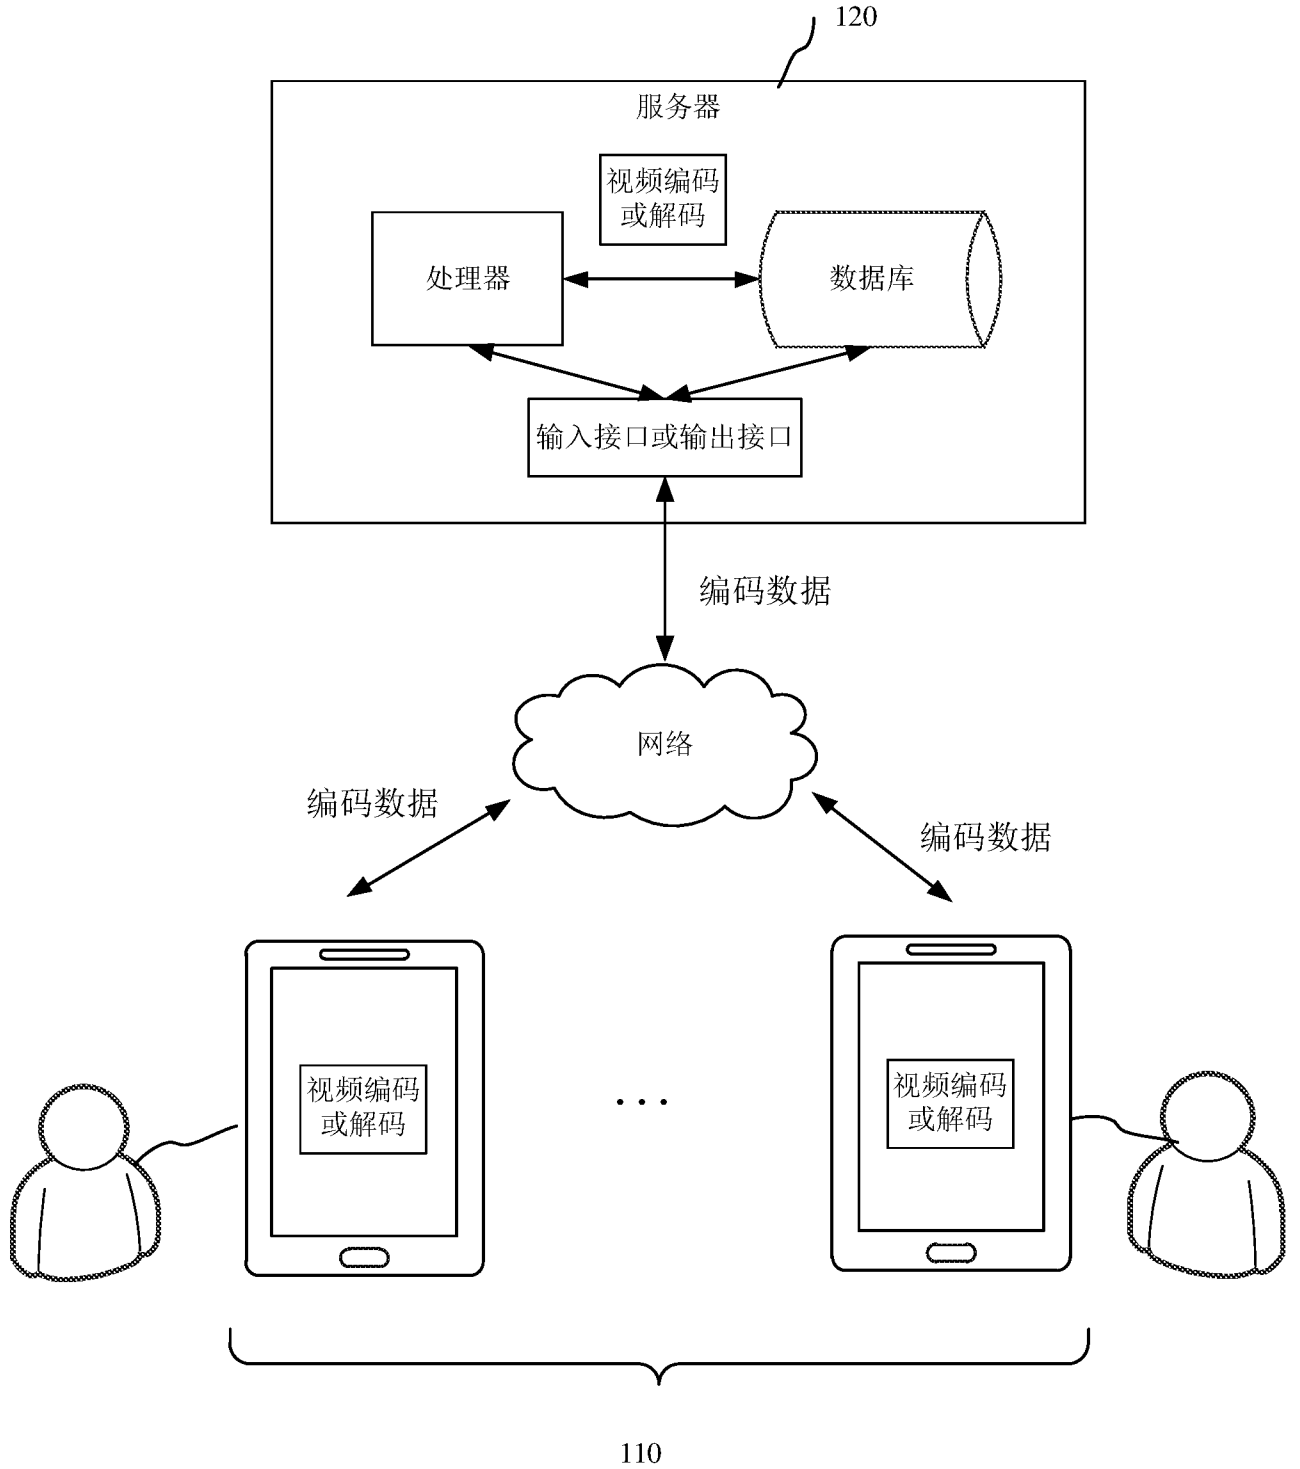 120
服务器
视频编码
或解码
处理器
数据库
输入接口或输出接口
编码数据
网络
编码数据
编码数据
视频编码
或解码
...
视频编码
或解码
110